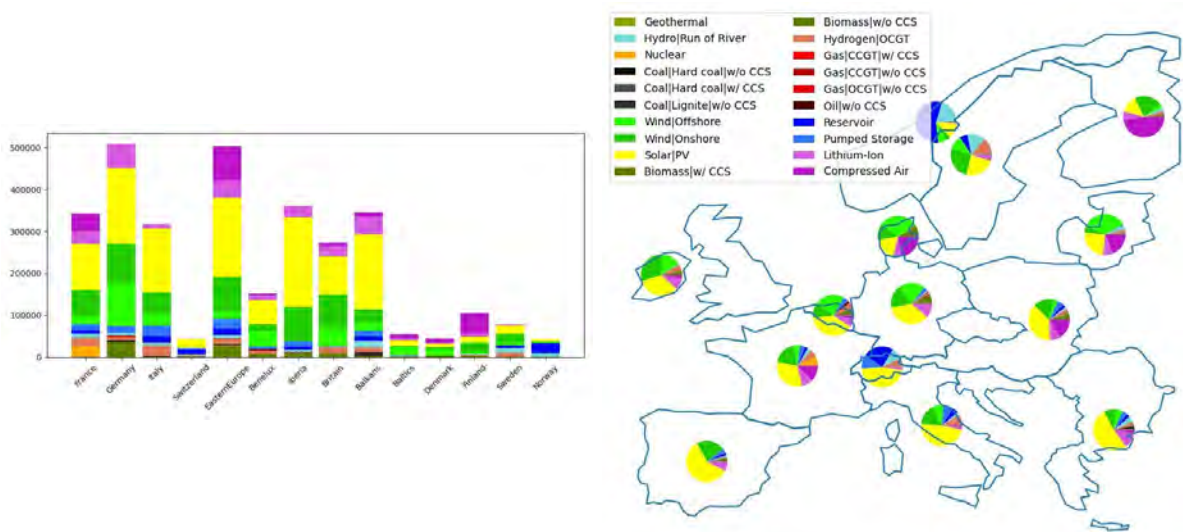 500000
400000
300000
200000
100000
0
France
Germany
Italy
Switzerland
EasternEurope
Benelux
Iberia
Britain
Balkans
Baltics
Denmark
Finland
Sweden
Norway
Geothermal
Hydro|Run of River
Nuclear
Coal|Hard coal|w/o CCS
Coal|Hard coal|w/ CCS
Coal|Lignite|w/o CCS
Wind|Offshore
Wind|Onshore
Solar|PV
Biomass|w/ CCS
Biomass|w/o CCS
Hydrogen|OCGT
Gas|CCGT|w/ CCS
Gas|CCGT|w/o CCS
Gas|OCGT|w/o CCS
Oil|w/o CCS
Reservoir
Pumped Storage
Lithium-Ion
Compressed Air